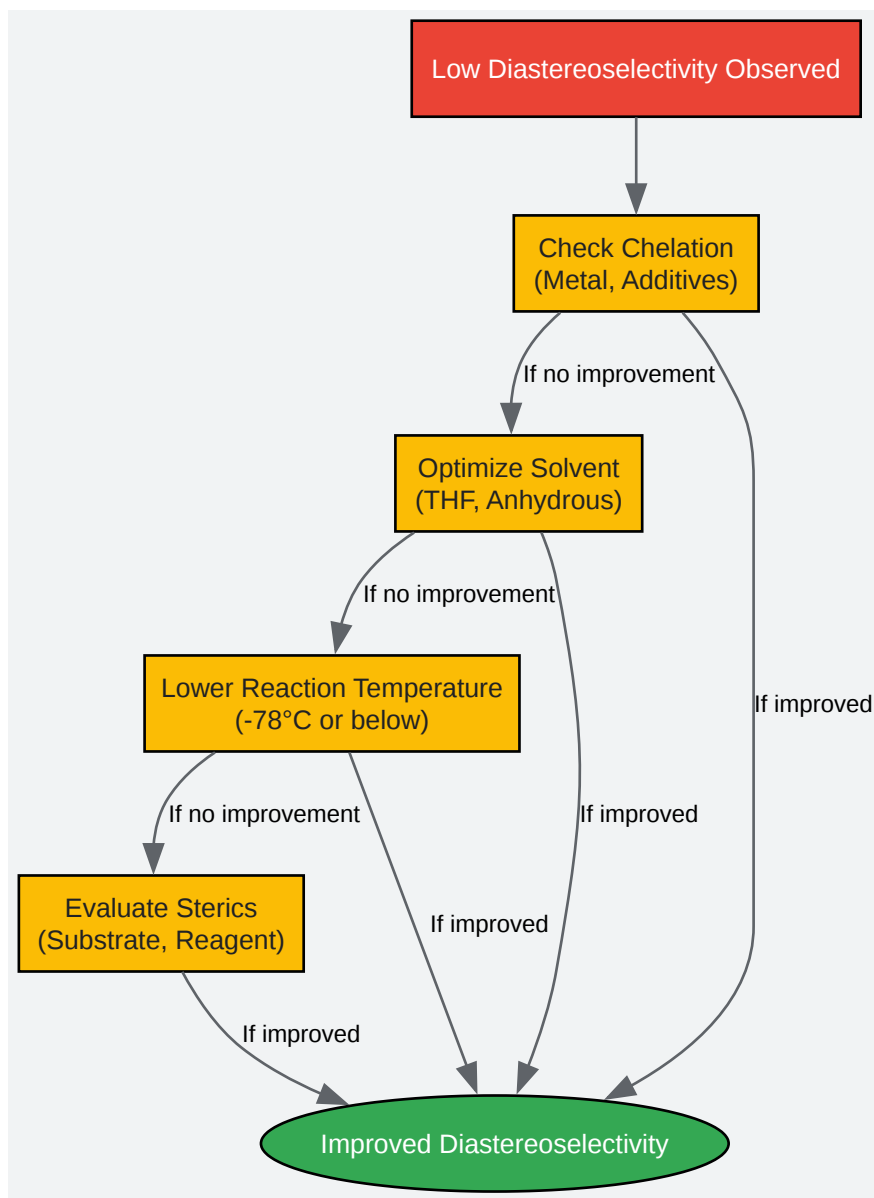 Low Diastereoselectivity Observed
Check Chelation
(Metal, Additives)
If no improvement
Optimize Solvent
(THF, Anhydrous)
If no improvement
Lower Reaction Temperature
(-78°C or below)
If improved
If no improvement
If improved
Evaluate Sterics
(Substrate, Reagent)
If improved
If improved
Improved Diastereoselectivity